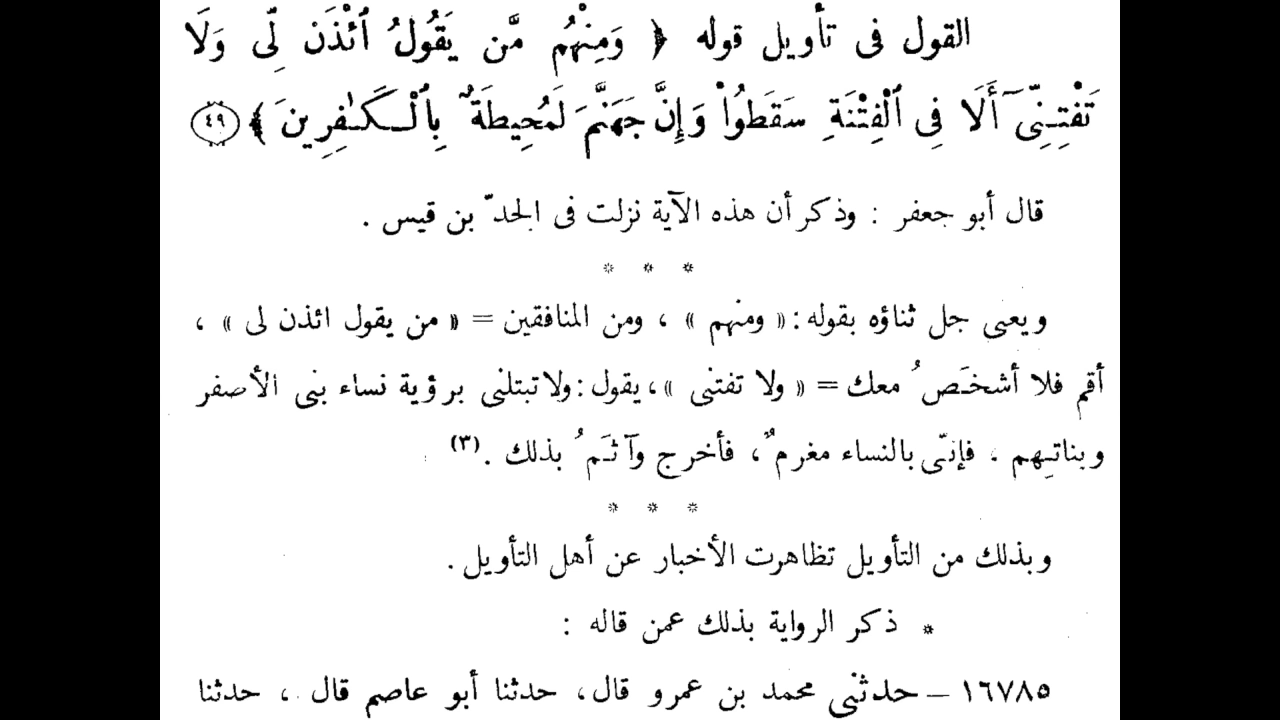 القول فى تأويل قوله ﴿ وَمِنْهُم مَّن يَقُولُ ٱئْذَن لِّى وَلَا
تَفْتِنِّىٓ أَلَا فِى ٱلْفِتْنَةِ سَقَطُوا۟ وَإِنَّ جَهَنَّمَ لَمُحِيطَةٌۢ بِٱلْكَـٰفِرِينَ ﴾ ٤٩
قال أبو جعفر : وذكر أن هذه الآية نزلت فى الجدّ بن قيس .
* * *
ويعنى جل ثناؤه بقوله : « ومنهم » ، ومن المنافقين = « من يقول ائذن لى » ،
أقم فلا أشخَصُ معك = « ولا تفتنى » ، يقول : ولا تبتلنى برؤية نساء بنى الأصفر
وبناتِهم ، فإنّى بالنساء مغرمٌ ، فأخرج وآثَمُ بذلك . (٣)
* * *
وبذلك من التأويل تظاهرت الأخبار عن أهل التأويل .
* ذكر الرواية بذلك عمن قاله :
١٦٧٨٥ – حدثنى محمد بن عمرو قال ، حدثنا أبو عاصم قال ، حدثنا